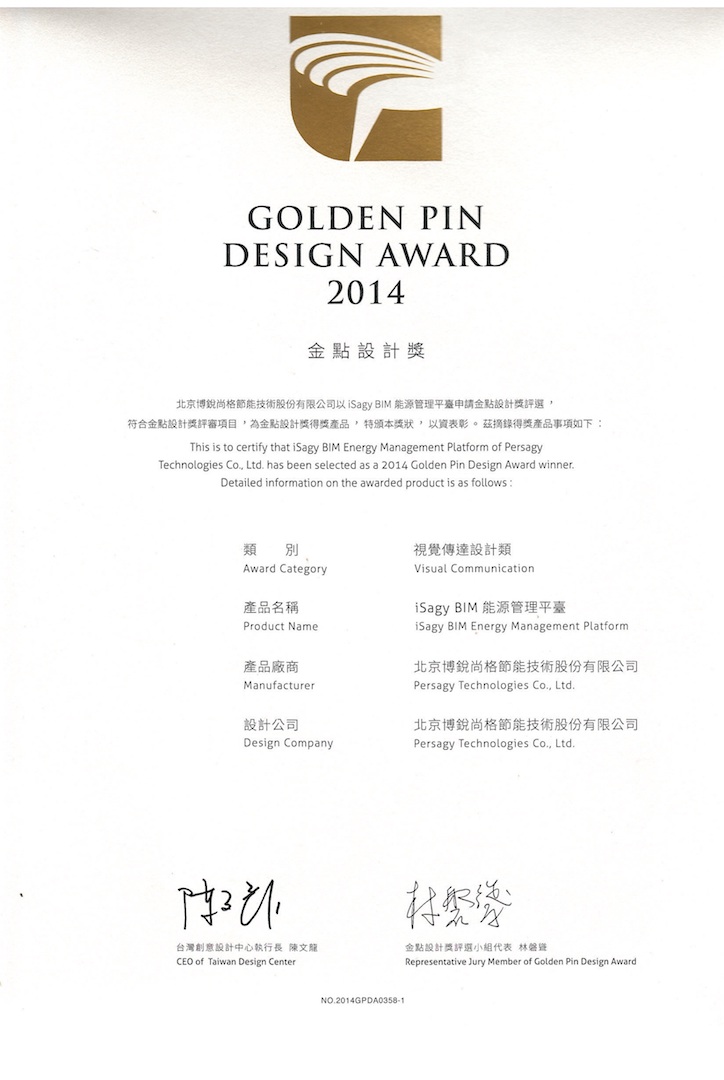 GOLDEN PIN
DESIGN AWARD
2014
金點設計獎
北京博銳尚格節能技術股份有限公司以 iSagy BIM 能源管理平臺申請金點設計獎評選，
符合金點設計獎評審項目，為金點設計獎得獎產品，特頒本獎狀，以資表彰。茲摘錄得獎產品事項如下：
This is to certify that iSagy BIM Energy Management Platform of Persagy
Technologies Co., Ltd. has been selected as a 2014 Golden Pin Design Award winner.
Detailed information on the awarded product is as follows :
類 別 視覺傳達設計類
Award Category Visual Communication
產品名稱 iSagy BIM 能源管理平臺
Product Name iSagy BIM Energy Management Platform
產品廠商 北京博銳尚格節能技術股份有限公司
Manufacturer Persagy Technologies Co., Ltd.
設計公司 北京博銳尚格節能技術股份有限公司
Design Company Persagy Technologies Co., Ltd.
台灣創意設計中心執行長 陳文龍 金點設計獎評選小組代表 林磐聳
CEO of Taiwan Design Center Representative Jury Member of Golden Pin Design Award
NO.2014GPDA0358-1